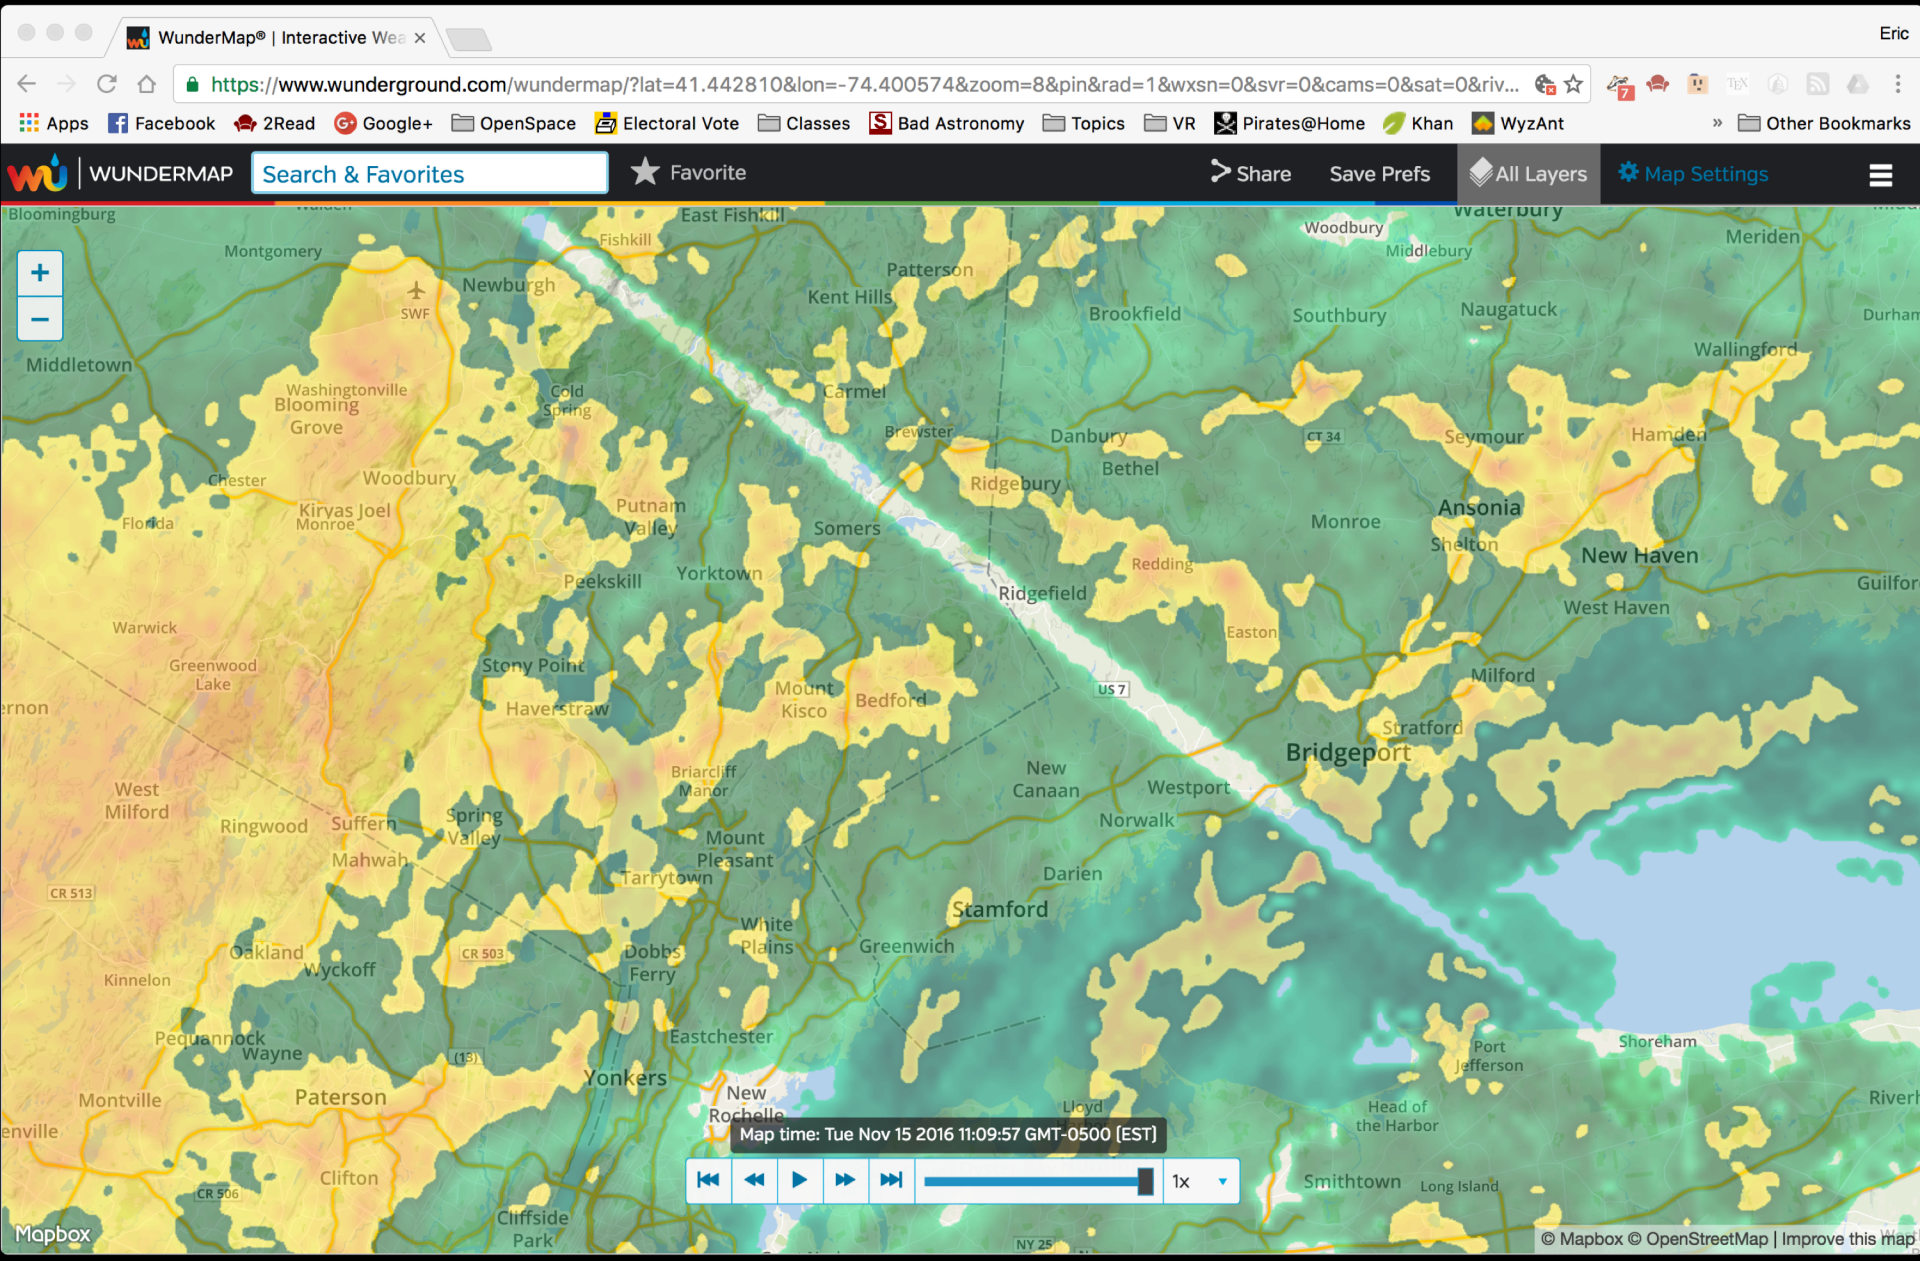 WunderMap® | Interactive Wea
Eric
https://www.wunderground.com/wundermap/?lat=41.442810&lon=-74.400574&zoom=8&pin&rad=1&wxsn=0&svr=0&cams=0&sat=0&riv...
7
TEX
Apps
Facebook
2Read
Google+
OpenSpace
Electoral Vote
Classes
Bad Astronomy
Topics
VR
Pirates@Home
Khan
WyzAnt
»
Other Bookmarks
WUNDERMAP
Search & Favorites
Favorite
Share
Save Prefs
All Layers
Map Settings
Bloomingburg
East Fishkill
Waterbury
Woodbury
Fishkill
Meriden
Montgomery
Middlebury
+
Patterson
Newburgh
Kent Hills
SWF
Brookfield
Southbury
Naugatuck
Durham
−
Wallingford
Middletown
Washingtonville
Cold
Spring
Carmel
Blooming
Grove
Brewster
Danbury
CT 34
Seymour
Hamden
Bethel
Chester
Woodbury
Ridgebury
Kiryas Joel
Monroe
Florida
Putnam
Valley
Somers
Monroe
Ansonia
Shelton
New Haven
Redding
Peekskill
Yorktown
Ridgefield
Guilfor
West Haven
Warwick
Easton
Greenwood
Lake
Stony Point
Milford
US 7
Mount
Kisco
Bedford
ernon
Haverstraw
Stratford
Bridgeport
Briarcliff
Manor
New
Canaan
Westport
West
Milford
Ringwood
Suffern
Spring
Valley
Norwalk
Mount
Pleasant
Mahwah
Tarrytown
Darien
CR 513
Stamford
White
Plains
Greenwich
Oakland
Wyckoff
CR 503
Dobbs
Ferry
Kinnelon
Pequannock
Wayne
Eastchester
Shoreham
Port
Jefferson
(13)
Yonkers
New
Rochelle
Montville
Paterson
Lloyd
Head of
the Harbor
Riverh
enville
Map time: Tue Nov 15 2016 11:09:57 GMT-0500 (EST)
Clifton
CR 506
1x
Smithtown
Long Island
Cliffside
Park
NY 25
Mapbox
© Mapbox © OpenStreetMap | Improve this map